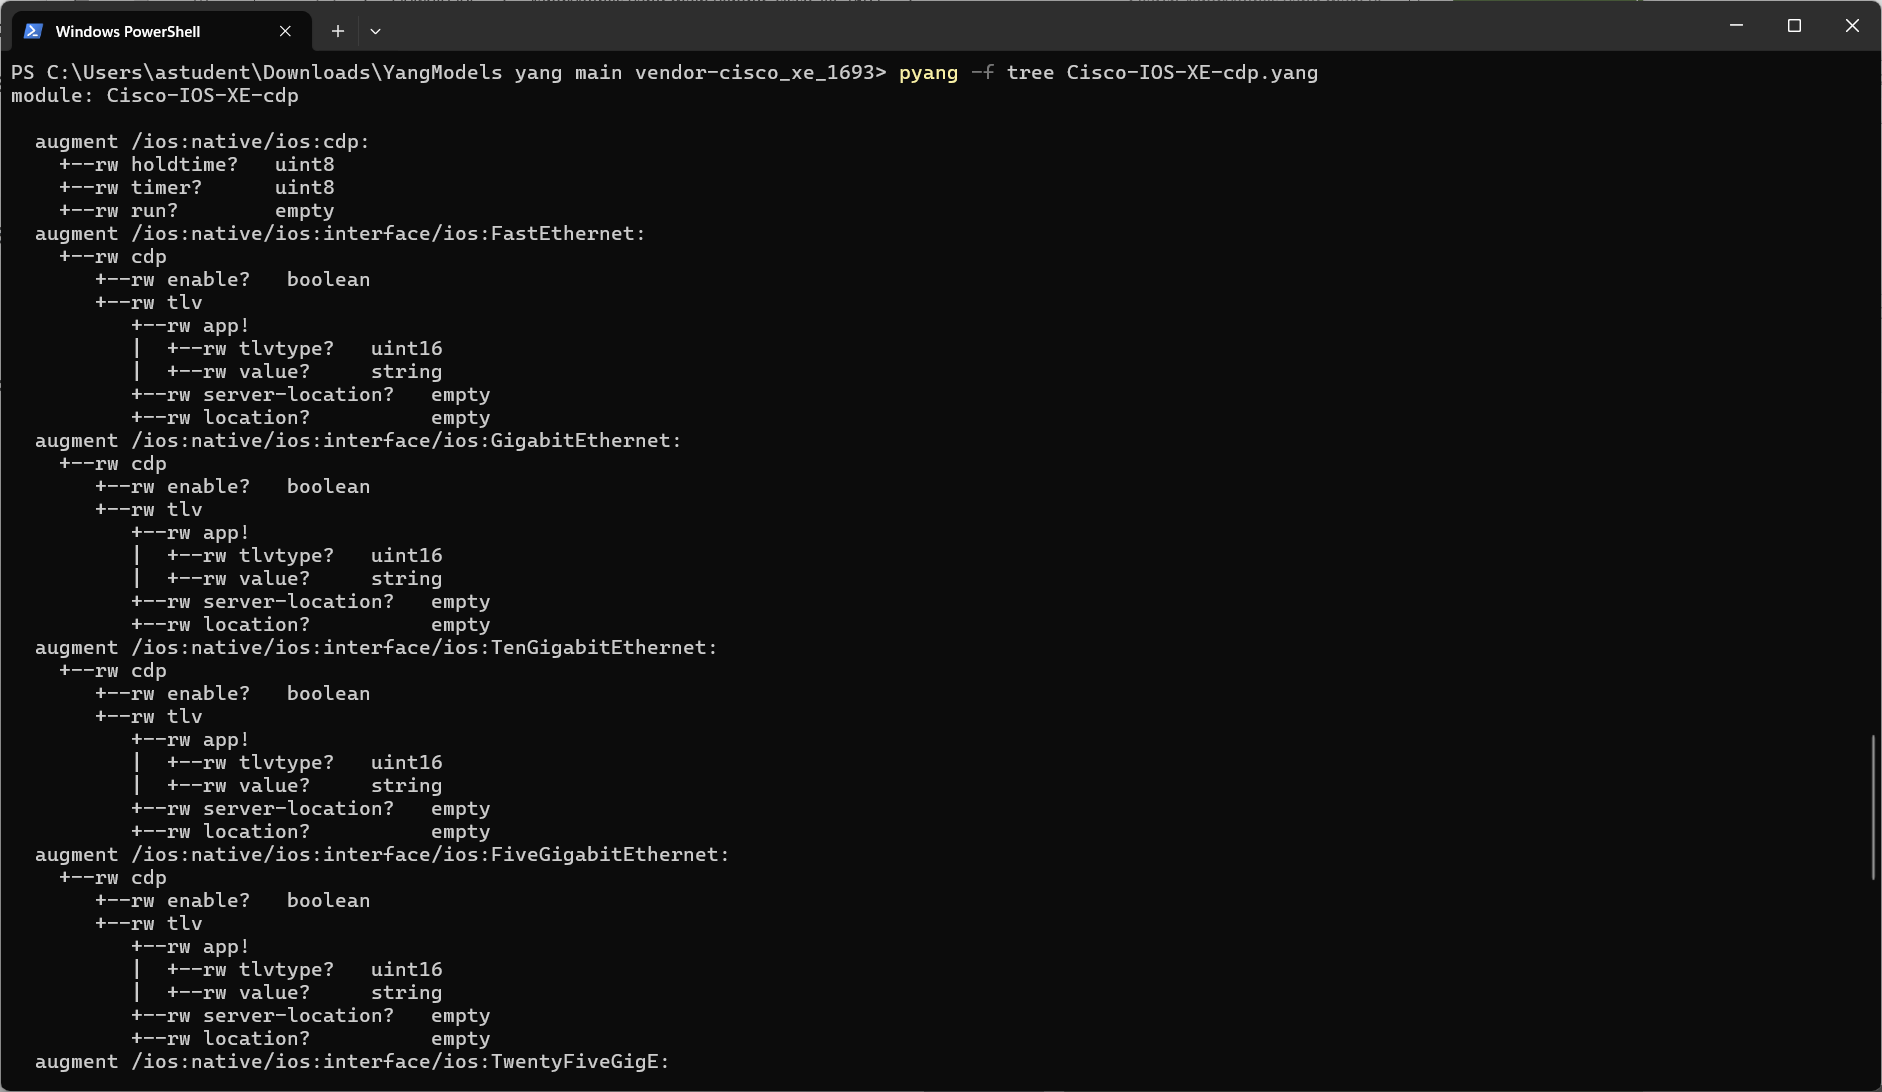 Windows PowerShell
PS C:\Users\astudent\Downloads\YangModels yang main vendor-cisco_xe_1693> pyang -f tree Cisco-IOS-XE-cdp.yang
module: Cisco-IOS-XE-cdp

  augment /ios:native/ios:cdp:
    +--rw holdtime?   uint8
    +--rw timer?      uint8
    +--rw run?        empty
  augment /ios:native/ios:interface/ios:FastEthernet:
    +--rw cdp
       +--rw enable?   boolean
       +--rw tlv
          +--rw app!
          |  +--rw tlvtype?   uint16
          |  +--rw value?     string
          +--rw server-location?   empty
          +--rw location?          empty
  augment /ios:native/ios:interface/ios:GigabitEthernet:
    +--rw cdp
       +--rw enable?   boolean
       +--rw tlv
          +--rw app!
          |  +--rw tlvtype?   uint16
          |  +--rw value?     string
          +--rw server-location?   empty
          +--rw location?          empty
  augment /ios:native/ios:interface/ios:TenGigabitEthernet:
    +--rw cdp
       +--rw enable?   boolean
       +--rw tlv
          +--rw app!
          |  +--rw tlvtype?   uint16
          |  +--rw value?     string
          +--rw server-location?   empty
          +--rw location?          empty
  augment /ios:native/ios:interface/ios:FiveGigabitEthernet:
    +--rw cdp
       +--rw enable?   boolean
       +--rw tlv
          +--rw app!
          |  +--rw tlvtype?   uint16
          |  +--rw value?     string
          +--rw server-location?   empty
          +--rw location?          empty
  augment /ios:native/ios:interface/ios:TwentyFiveGigE: